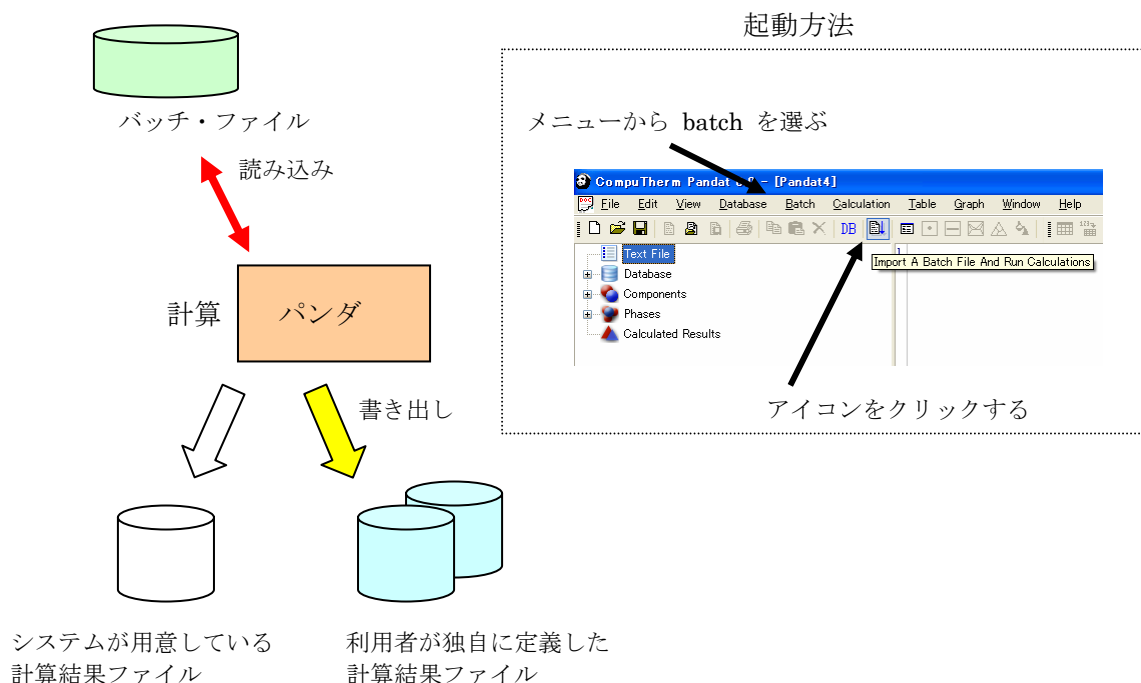 起動方法
バッチ・ファイル
読み込み
計算
パンダ
書き出し
システムが用意している
計算結果ファイル
利用者が独自に定義した
計算結果ファイル
メニューから batch を選ぶ
CompuTherm Pandat - [Pandat4]
File Edit View Database Batch Calculation Table Graph Window Help
DB
Text File
Database
Components
Phases
Calculated Results
1
Import A Batch File And Run Calculations
アイコンをクリックする